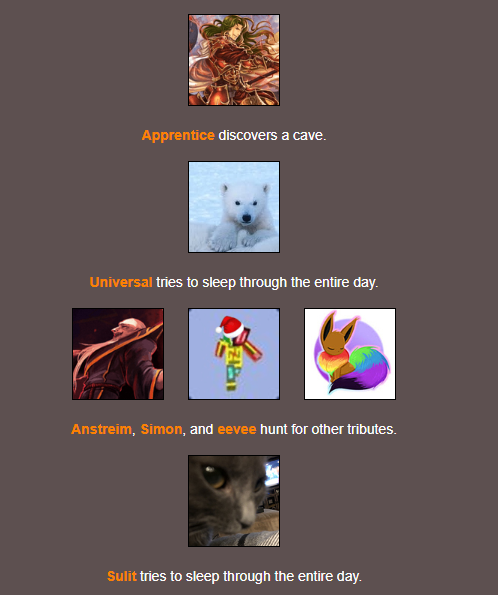 Apprentice discovers a cave.
Universal tries to sleep through the entire day.
Anstreim, Simon, and eevee hunt for other tributes.
Sulit tries to sleep through the entire day.